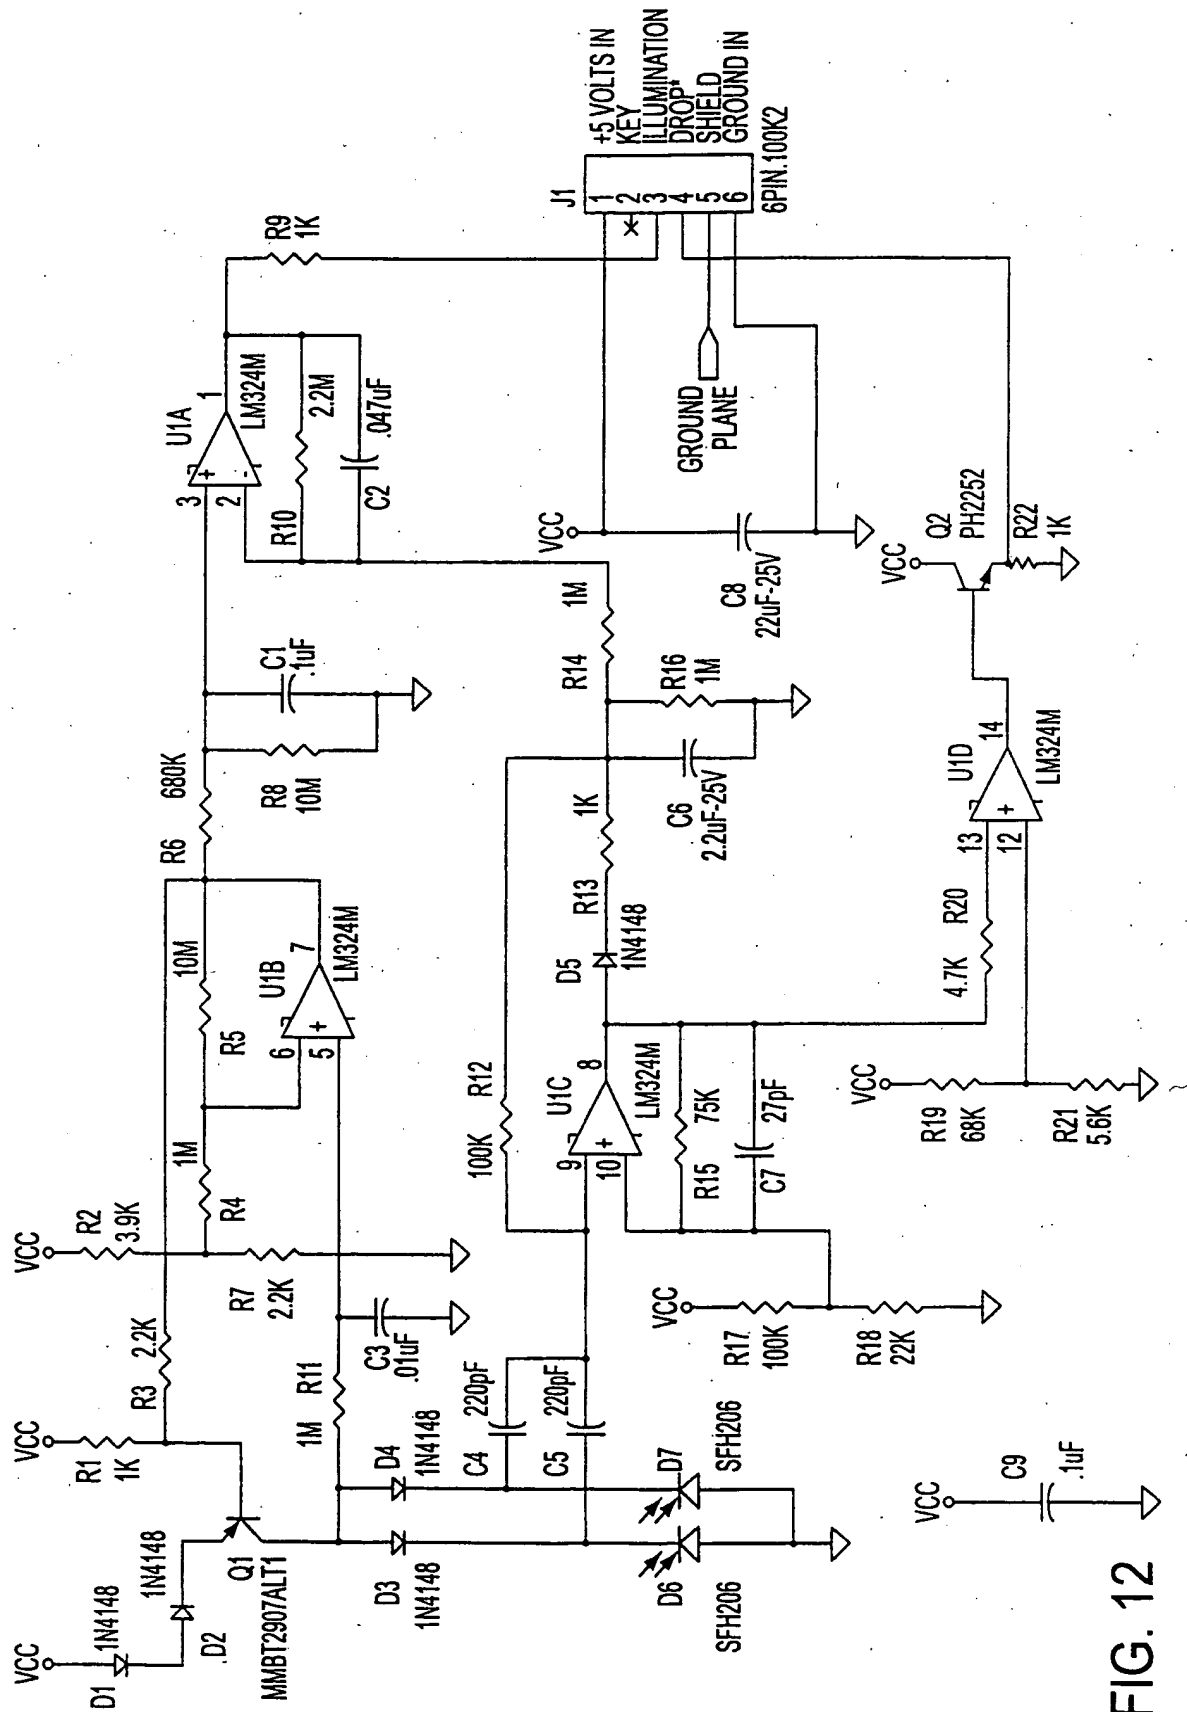 VCC
D1
1N4148
D2
1N4148
Q1
MMBT2907ALT1
VCC
R1
1K
R3
2.2K
VCC
R2
3.9K
R4
1M
R7
2.2K
R11
1M
C3
.01uF
D3
1N4148
D4
1N4148
C4
220pF
C5
220pF
D6
SFH206
D7
SFH206
R5
10M
6
5
+
U1B
7
LM324M
R6
680K
R8
10M
C1
.1uF
3
2
+
-
U1A
1
LM324M
R10
2.2M
C2
.047uF
R9
1K
J1
1
2
3
4
5
6
+5 VOLTS IN
KEY
ILLUMINATION
DROP*
SHIELD
GROUND IN
6PIN.100K2
GROUND
PLANE
VCC
C8
22uF-25V
R12
100K
9
10
+
U1C
8
LM324M
R15
75K
C7
27pF
VCC
R17
100K
R18
22K
D5
1N4148
R13
1K
R14
1M
R16
1M
C6
2.2uF-25V
VCC
R19
68K
R21
5.6K
R20
4.7K
13
12
+
U1D
14
LM324M
VCC
Q2
PH2252
R22
1K
VCC
C9
.1uF
FIG. 12